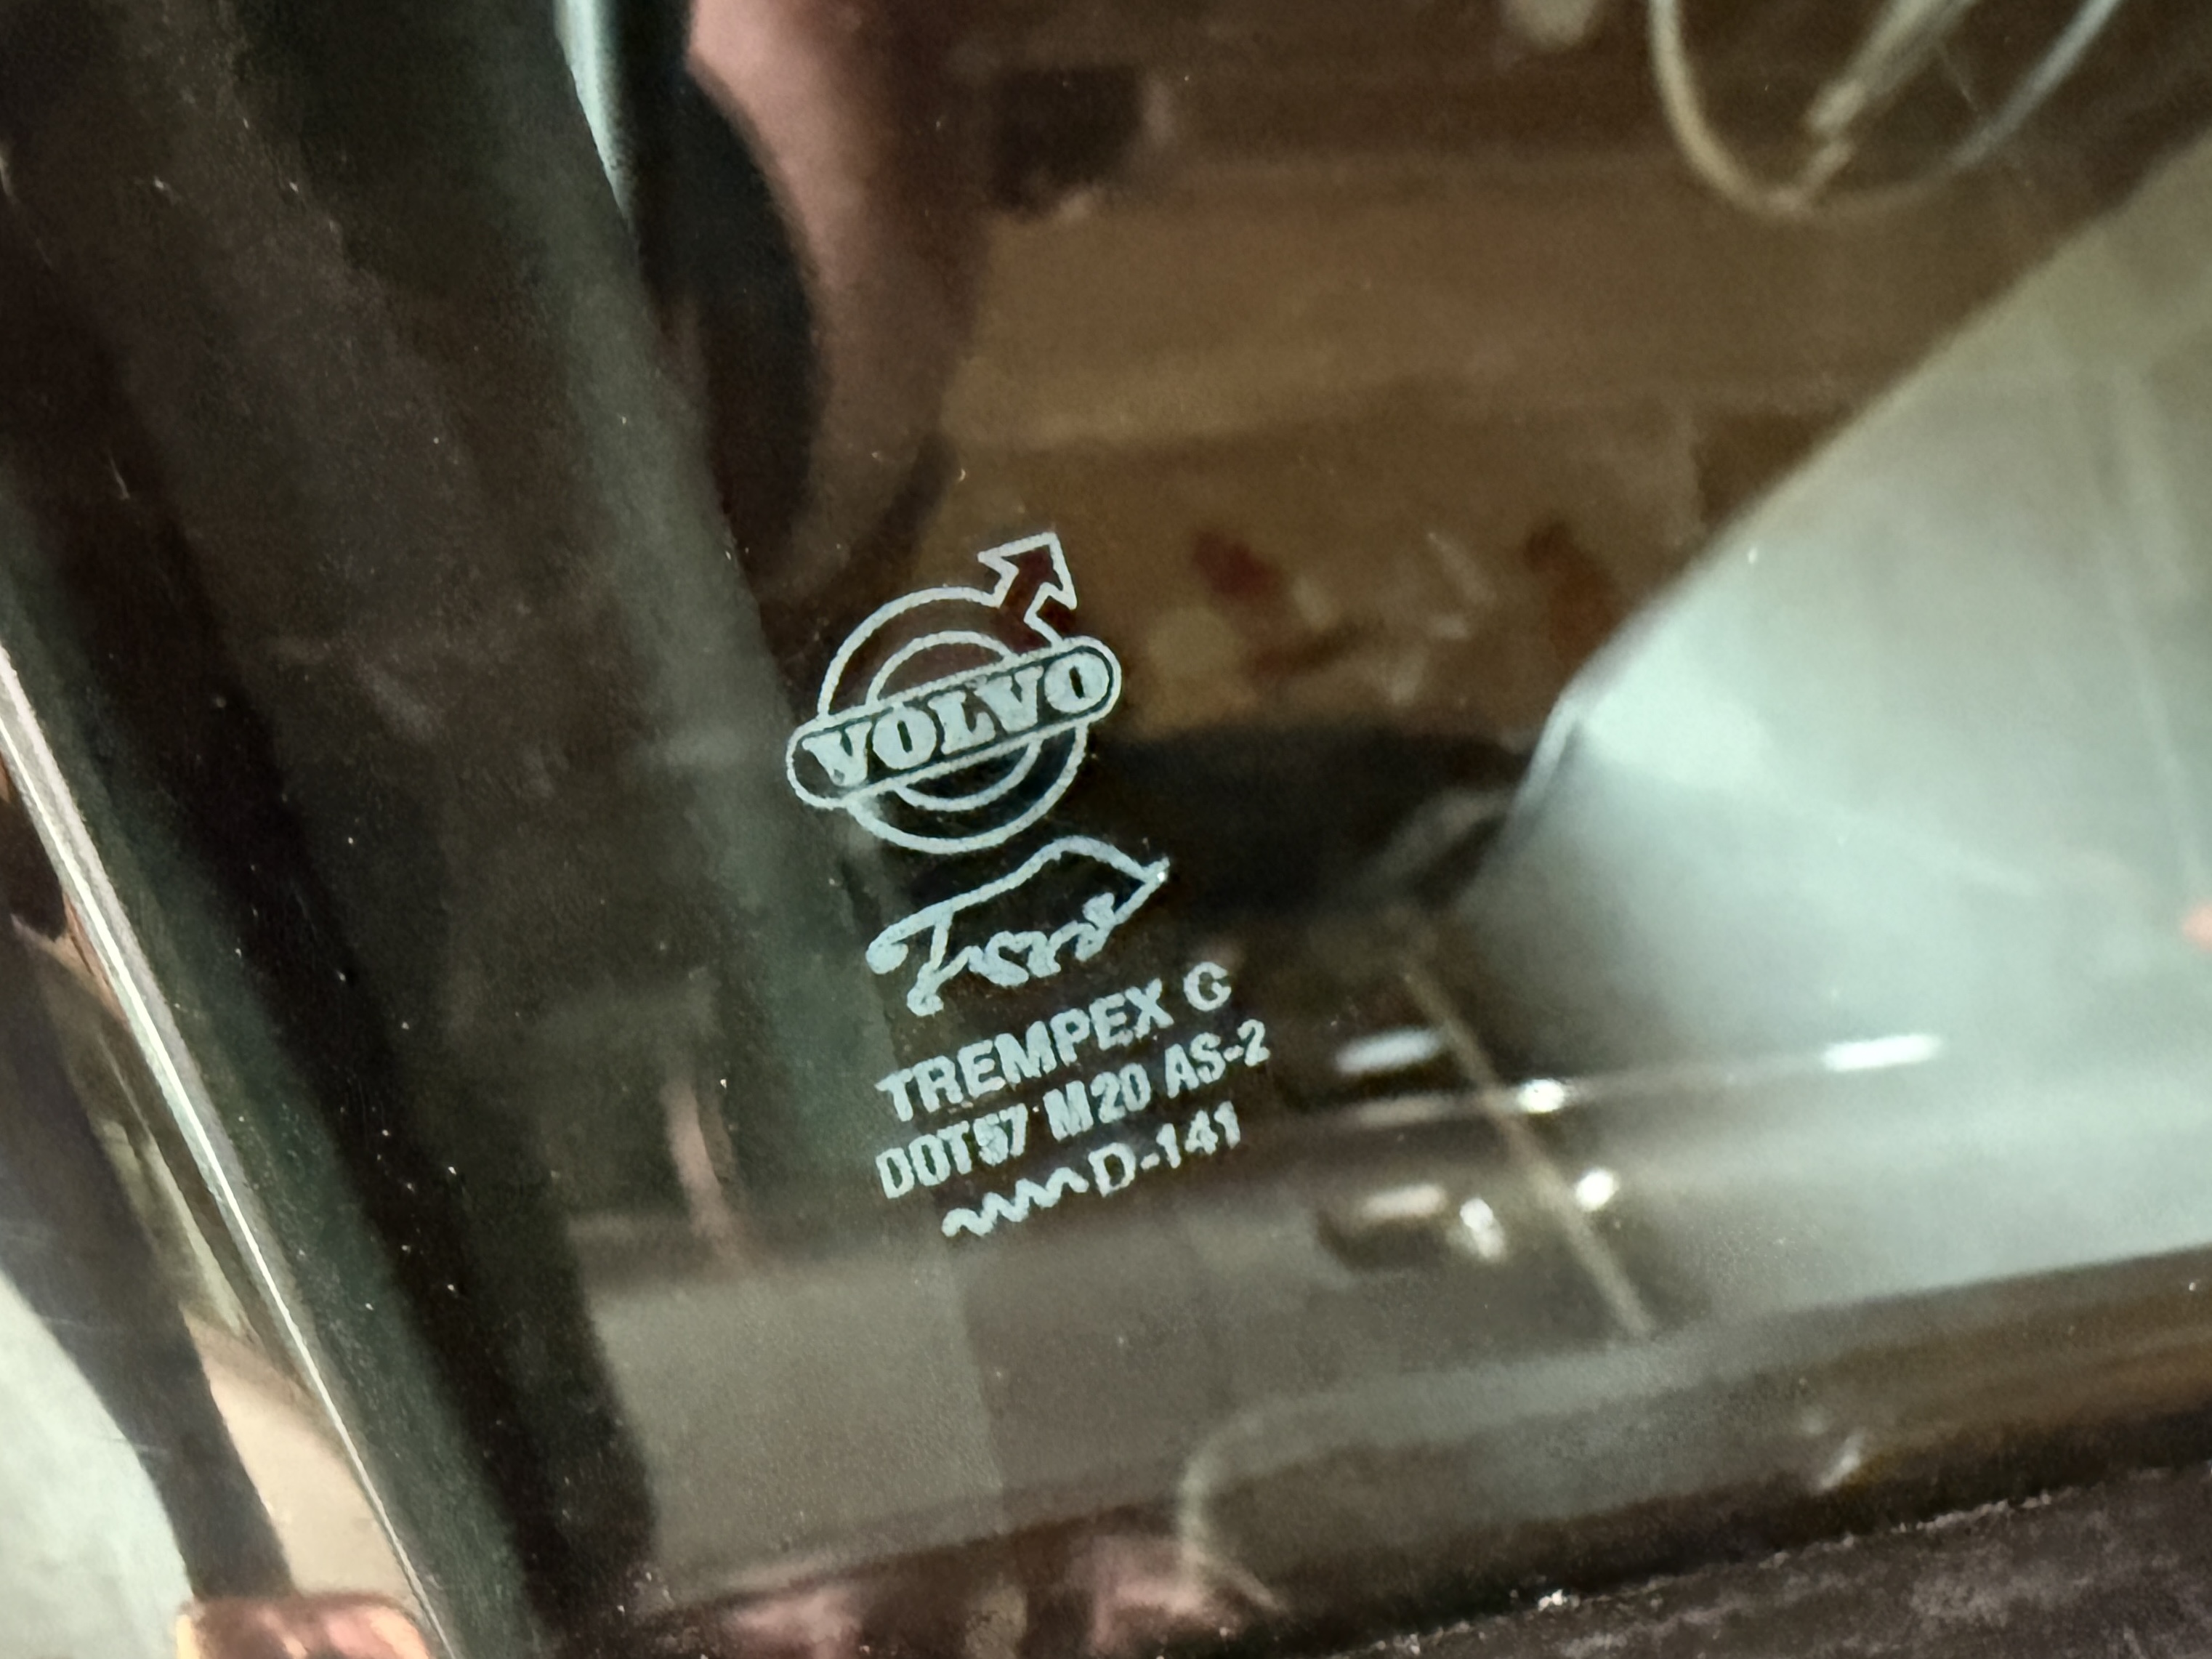 VOLVO
TREMPEX G
DOT57 M20 AS-2
D-141